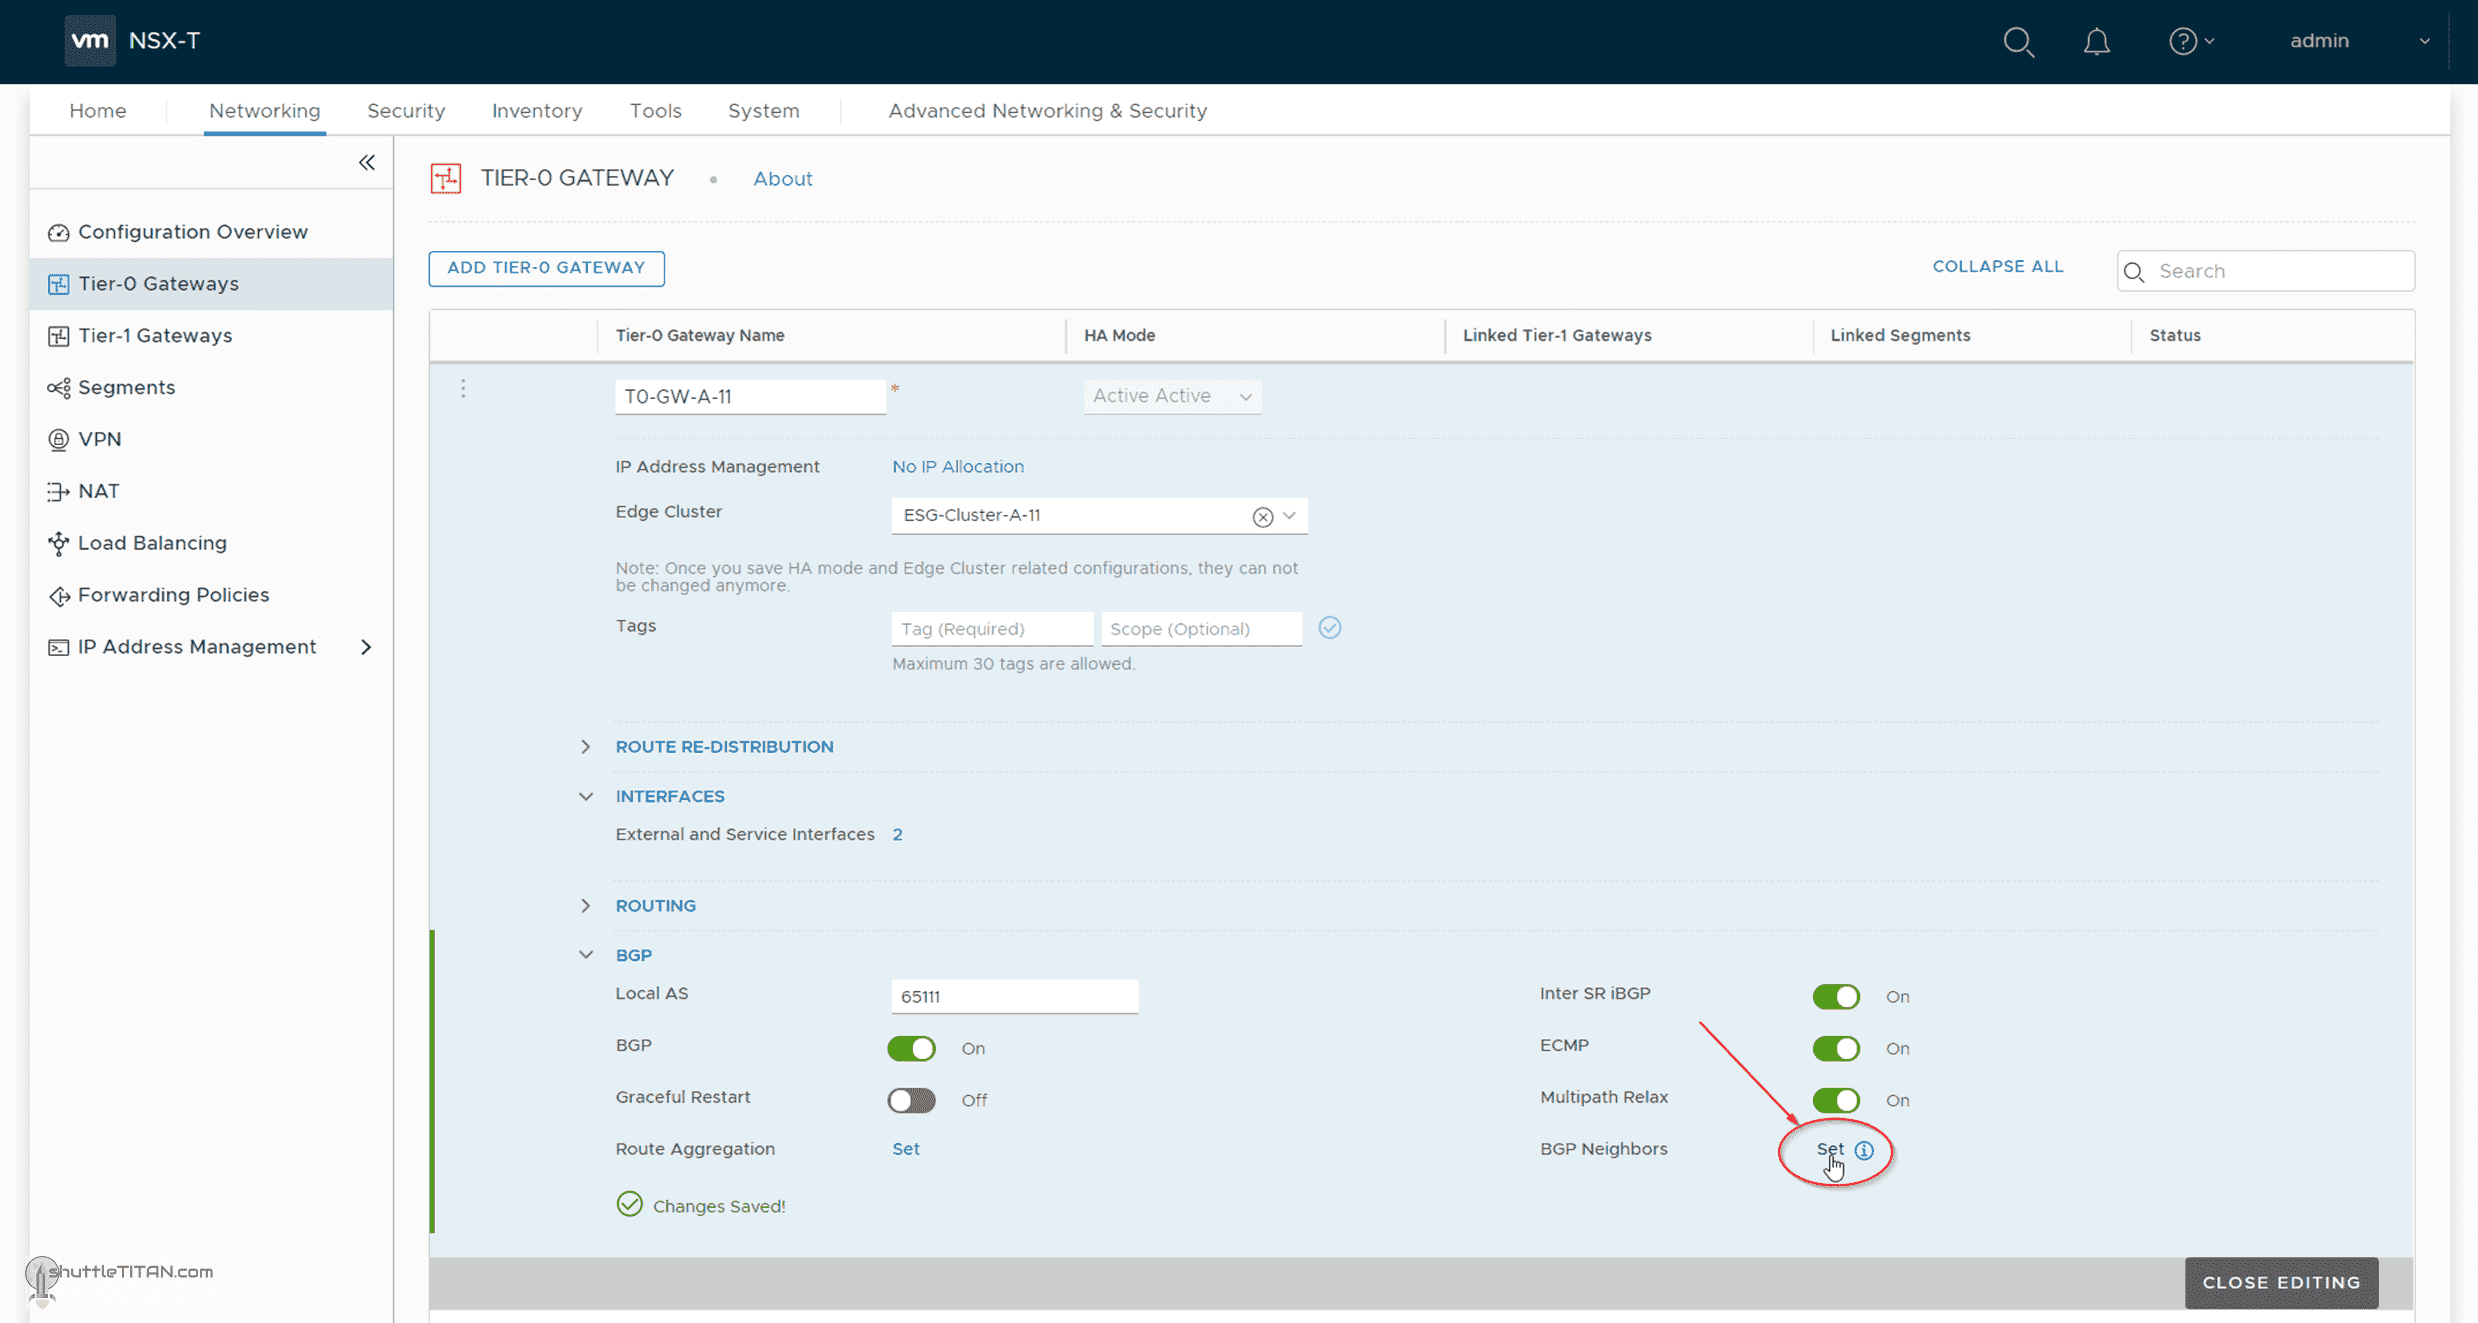 vm NSX-T admin
Home Networking Security Inventory Tools System Advanced Networking & Security
TIER-0 GATEWAY • About
Configuration Overview
Tier-0 Gateways
Tier-1 Gateways
Segments
VPN
NAT
Load Balancing
Forwarding Policies
IP Address Management
ADD TIER-0 GATEWAY COLLAPSE ALL Search
Tier-0 Gateway Name HA Mode Linked Tier-1 Gateways Linked Segments Status
T0-GW-A-11 * Active Active
IP Address Management No IP Allocation
Edge Cluster ESG-Cluster-A-11
Note: Once you save HA mode and Edge Cluster related configurations, they can not
be changed anymore.
Tags Tag (Required) Scope (Optional)
Maximum 30 tags are allowed.
ROUTE RE-DISTRIBUTION
INTERFACES
External and Service Interfaces 2
ROUTING
BGP
Local AS 65111 Inter SR iBGP On
BGP On ECMP On
Graceful Restart Off Multipath Relax On
Route Aggregation Set BGP Neighbors Set
Changes Saved!
shuttleTITAN.com
CLOSE EDITING